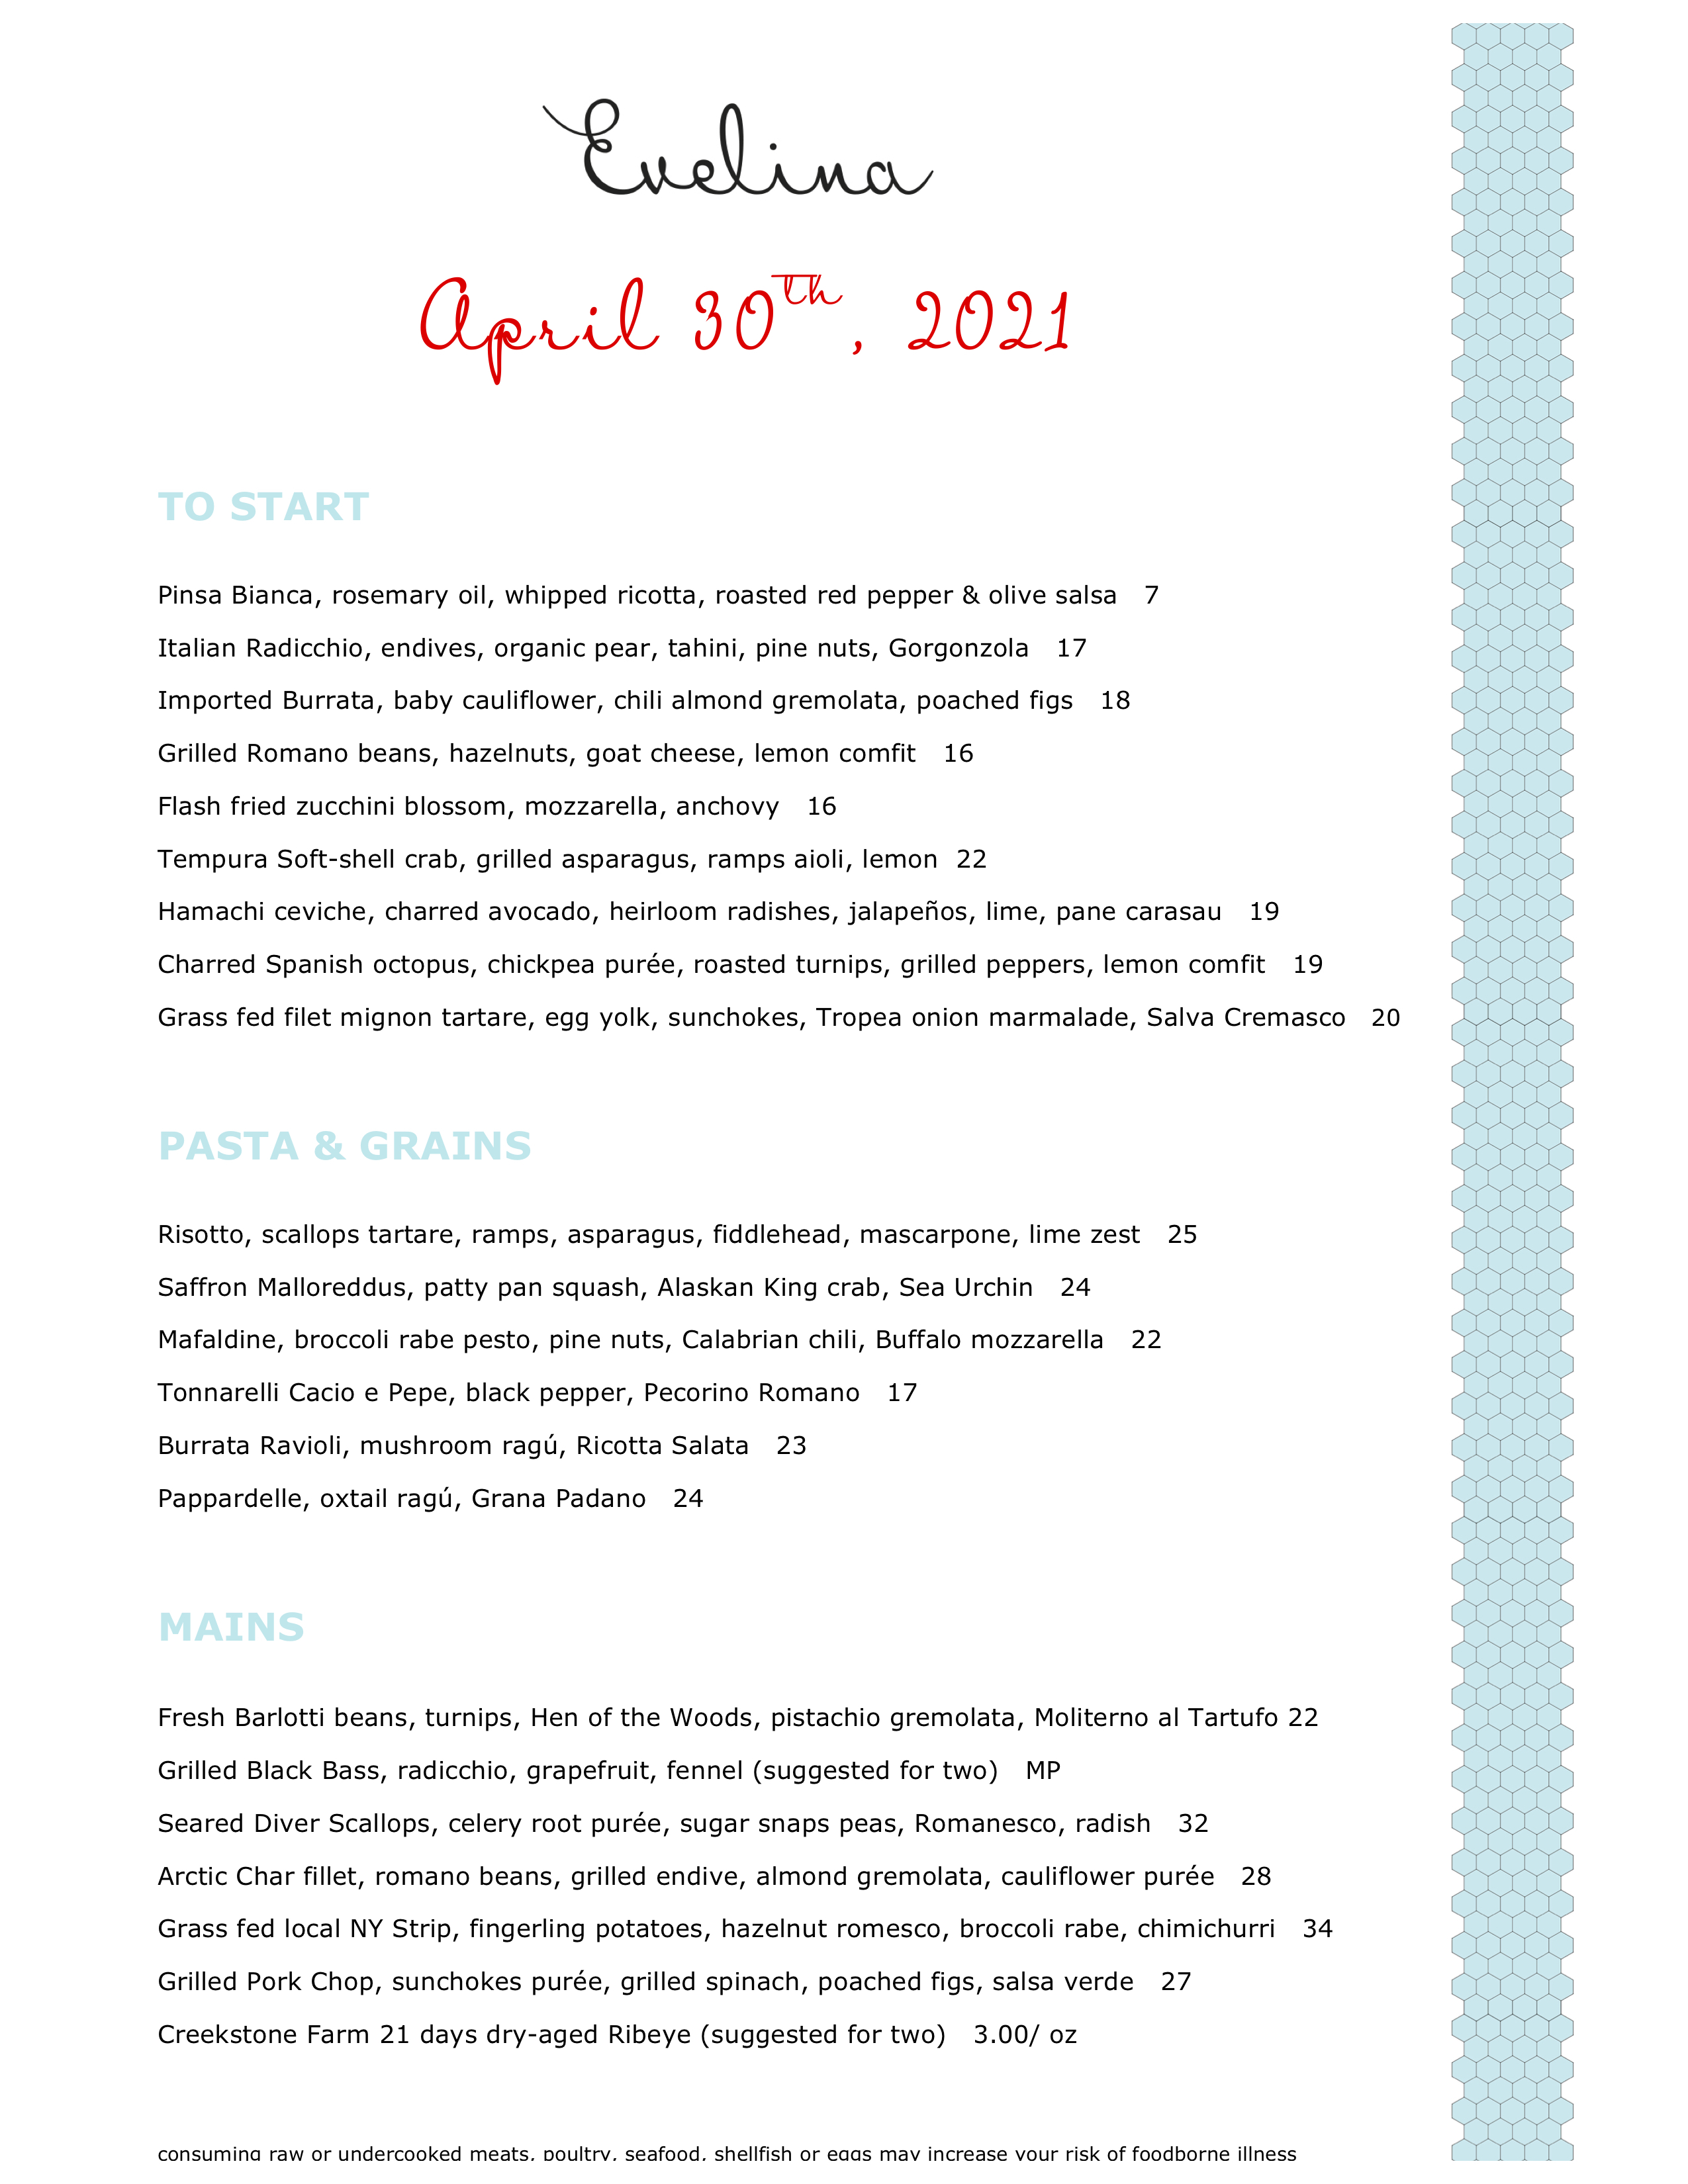 Evelina
April 30th, 2021
TO START
Pinsa Bianca, rosemary oil, whipped ricotta, roasted red pepper & olive salsa 7
Italian Radicchio, endives, organic pear, tahini, pine nuts, Gorgonzola 17
Imported Burrata, baby cauliflower, chili almond gremolata, poached figs 18
Grilled Romano beans, hazelnuts, goat cheese, lemon comfit 16
Flash fried zucchini blossom, mozzarella, anchovy 16
Tempura Soft-shell crab, grilled asparagus, ramps aioli, lemon 22
Hamachi ceviche, charred avocado, heirloom radishes, jalapeños, lime, pane carasau 19
Charred Spanish octopus, chickpea purée, roasted turnips, grilled peppers, lemon comfit 19
Grass fed filet mignon tartare, egg yolk, sunchokes, Tropea onion marmalade, Salva Cremasco 20
PASTA & GRAINS
Risotto, scallops tartare, ramps, asparagus, fiddlehead, mascarpone, lime zest 25
Saffron Malloreddus, patty pan squash, Alaskan King crab, Sea Urchin 24
Mafaldine, broccoli rabe pesto, pine nuts, Calabrian chili, Buffalo mozzarella 22
Tonnarelli Cacio e Pepe, black pepper, Pecorino Romano 17
Burrata Ravioli, mushroom ragú, Ricotta Salata 23
Pappardelle, oxtail ragú, Grana Padano 24
MAINS
Fresh Barlotti beans, turnips, Hen of the Woods, pistachio gremolata, Moliterno al Tartufo 22
Grilled Black Bass, radicchio, grapefruit, fennel (suggested for two) MP
Seared Diver Scallops, celery root purée, sugar snaps peas, Romanesco, radish 32
Arctic Char fillet, romano beans, grilled endive, almond gremolata, cauliflower purée 28
Grass fed local NY Strip, fingerling potatoes, hazelnut romesco, broccoli rabe, chimichurri 34
Grilled Pork Chop, sunchokes purée, grilled spinach, poached figs, salsa verde 27
Creekstone Farm 21 days dry-aged Ribeye (suggested for two) 3.00/ oz
consuming raw or undercooked meats, poultry, seafood, shellfish or eggs may increase your risk of foodborne illness